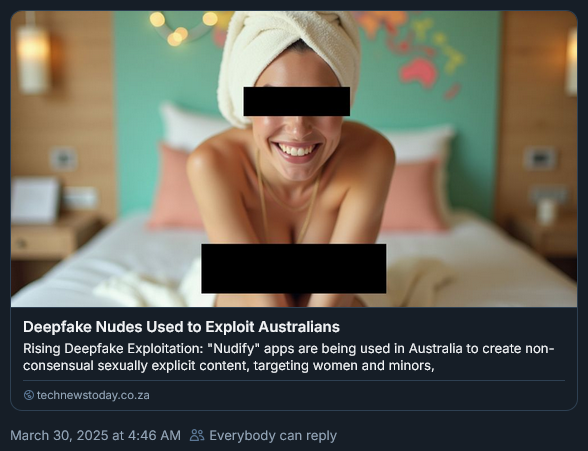 Deepfake Nudes Used to Exploit Australians
Rising Deepfake Exploitation: "Nudify" apps are being used in Australia to create non-
consensual sexually explicit content, targeting women and minors,
technewstoday.co.za
March 30, 2025 at 4:46 AM Everybody can reply